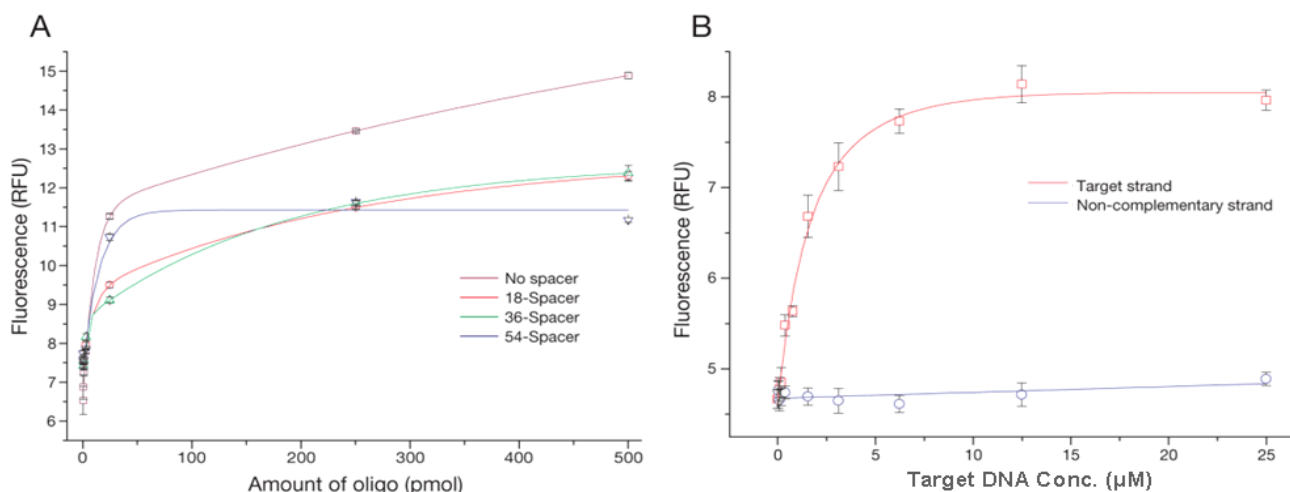 A
Fluorescence (RFU)
15
14
13
12
11
10
9
8
7
6
No spacer
18-Spacer
36-Spacer
54-Spacer
0 100 200 300 400 500
Amount of oligo (pmol)
B
Fluorescence (RFU)
8
7
6
5
Target strand
Non-complementary strand
0 5 10 15 20 25
Target DNA Conc. (µM)